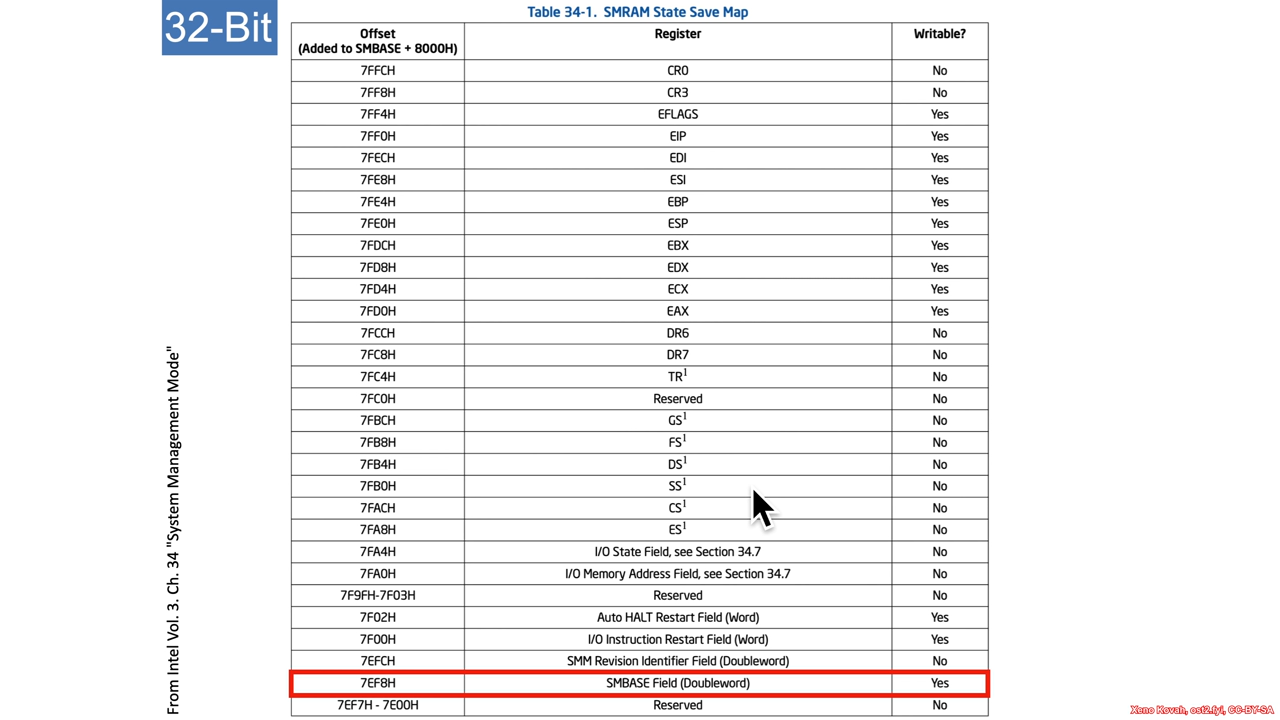 32-Bit
Table 34-1. SMRAM State Save Map
Offset
(Added to SMBASE + 8000H) Register Writable?
7FFCH CR0 No
7FF8H CR3 No
7FF4H EFLAGS Yes
7FF0H EIP Yes
7FECH EDI Yes
7FE8H ESI Yes
7FE4H EBP Yes
7FE0H ESP Yes
7FDCH EBX Yes
7FD8H EDX Yes
7FD4H ECX Yes
7FD0H EAX Yes
7FCCH DR6 No
7FC8H DR7 No
7FC4H TR1 No
7FC0H Reserved No
7FBCH GS1 No
7FB8H FS1 No
7FB4H DS1 No
7FB0H SS1 No
7FACH CS1 No
7FA8H ES1 No
7FA4H I/O State Field, see Section 34.7 No
7FA0H I/O Memory Address Field, see Section 34.7 No
7F9FH-7F03H Reserved No
7F02H Auto HALT Restart Field (Word) Yes
7F00H I/O Instruction Restart Field (Word) Yes
7EFCH SMM Revision Identifier Field (Doubleword) No
7EF8H SMBASE Field (Doubleword) Yes
7EF7H - 7E00H Reserved No
From Intel Vol. 3. Ch. 34 "System Management Mode"
Xeno Kovah, ost2.fyi, CC-BY-SA